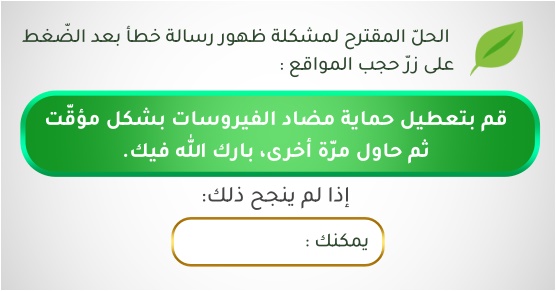 الحلّ المقترح لمشكلة ظهور رسالة خطأ بعد الضّغط
على زرّ حجب المواقع :
قم بتعطيل حماية مضاد الفيروسات بشكل مؤقّت
ثم حاول مرّة أخرى، بارك الله فيك.
إذا لم ينجح ذلك:
يمكنك :